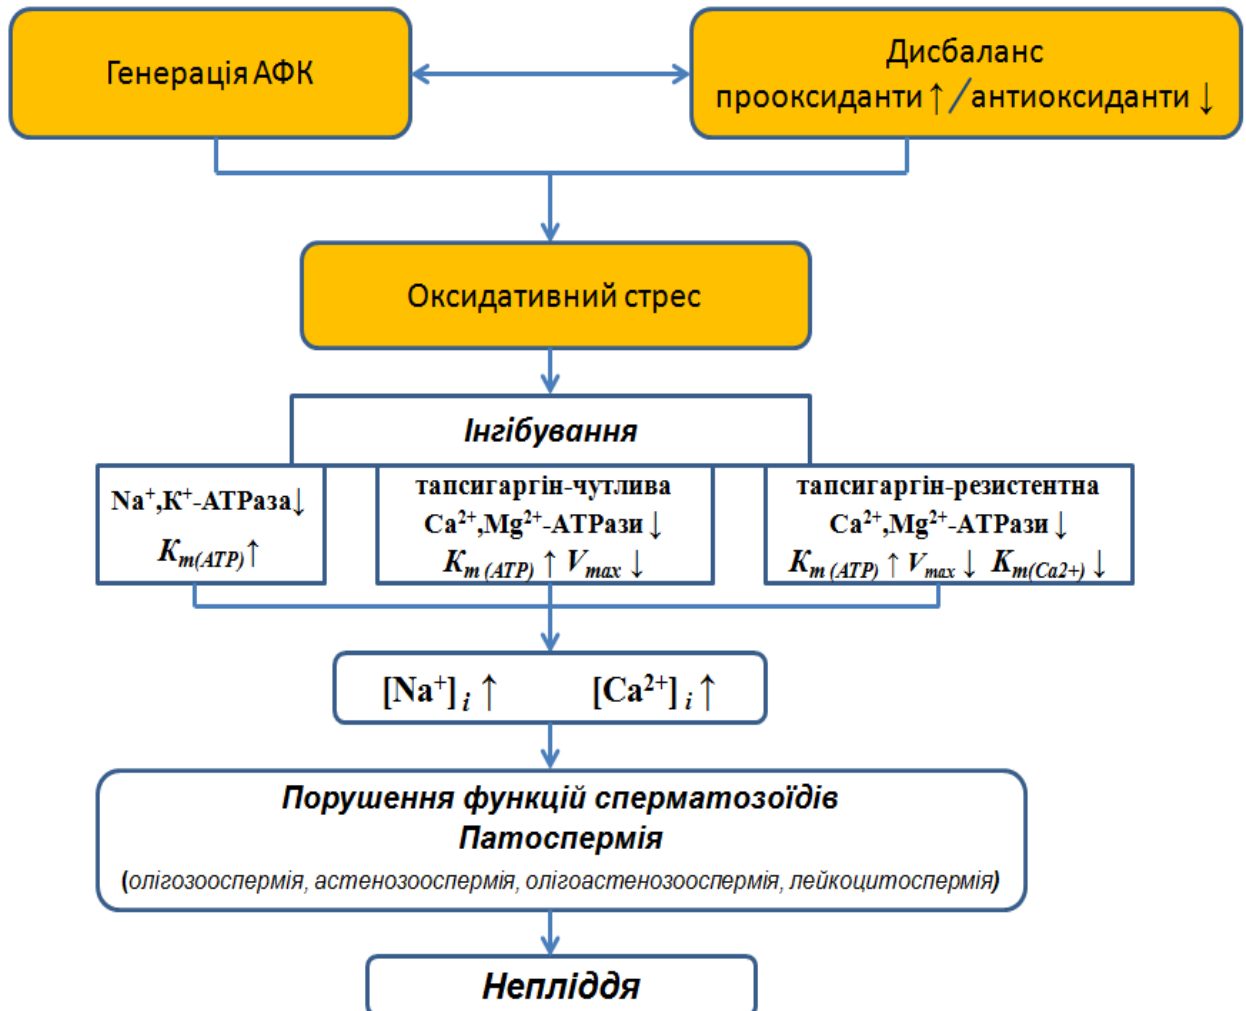 Генерація АФК
Дисбаланс
прооксиданти ↑ / антиоксиданти ↓
Оксидативний стрес
Інгібування
Na⁺,К⁺-АТРаза↓
Km(ATP)↑
тапсигаргін-чутлива
Ca²⁺,Mg²⁺-АТРази ↓
Km (ATP) ↑ Vmax ↓
тапсигаргін-резистентна
Ca²⁺,Mg²⁺-АТРази ↓
Km (ATP) ↑ Vmax ↓ Km(Ca2+) ↓
[Na⁺] i ↑ [Ca²⁺] i ↑
Порушення функцій сперматозоїдів
Патоспермія
(олігозооспермія, астенозооспермія, олігоастенозооспермія, лейкоцитоспермія)
Непліддя